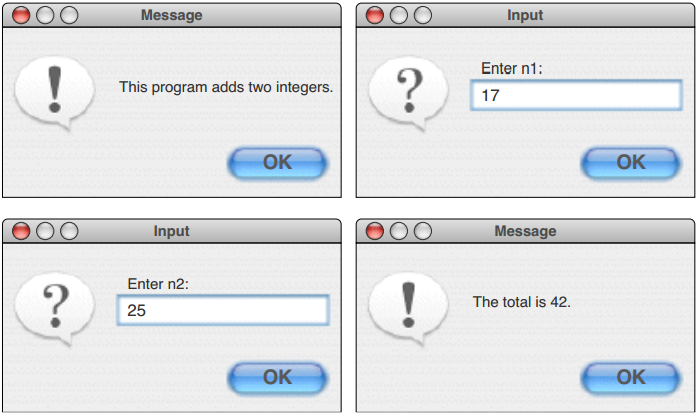 Message
This program adds two integers.
OK
Input
Enter n1:
17
OK
Input
Enter n2:
25
OK
Message
The total is 42.
OK